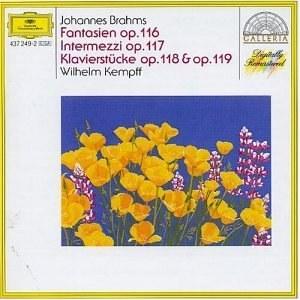 Johannes Brahms
Fantasien op. 116
Intermezzi op. 117
Klavierstücke op. 118 & op. 119
Wilhelm Kempff
437 249-2
GALLERIA
Digitally
Remastered